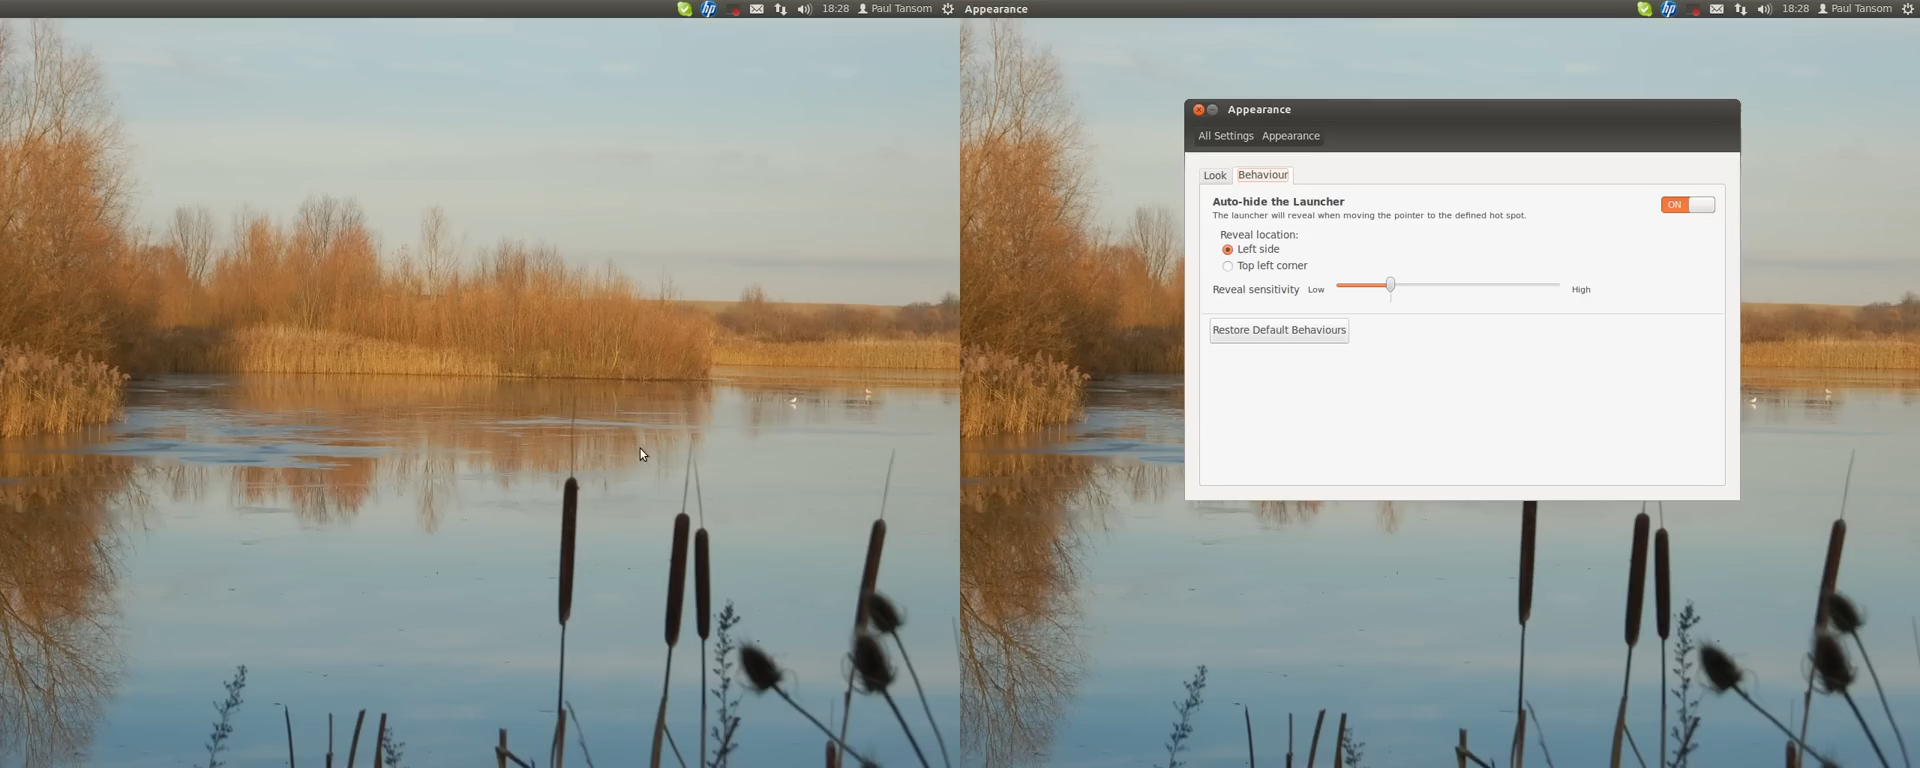 hp 18:28 Paul Tansom
Appearance hp 18:28 Paul Tansom
Appearance
All Settings Appearance
Look Behaviour
Auto-hide the Launcher
ON
The launcher will reveal when moving the pointer to the defined hot spot.
Reveal location:
Left side
Top left corner
Reveal sensitivity Low High
Restore Default Behaviours